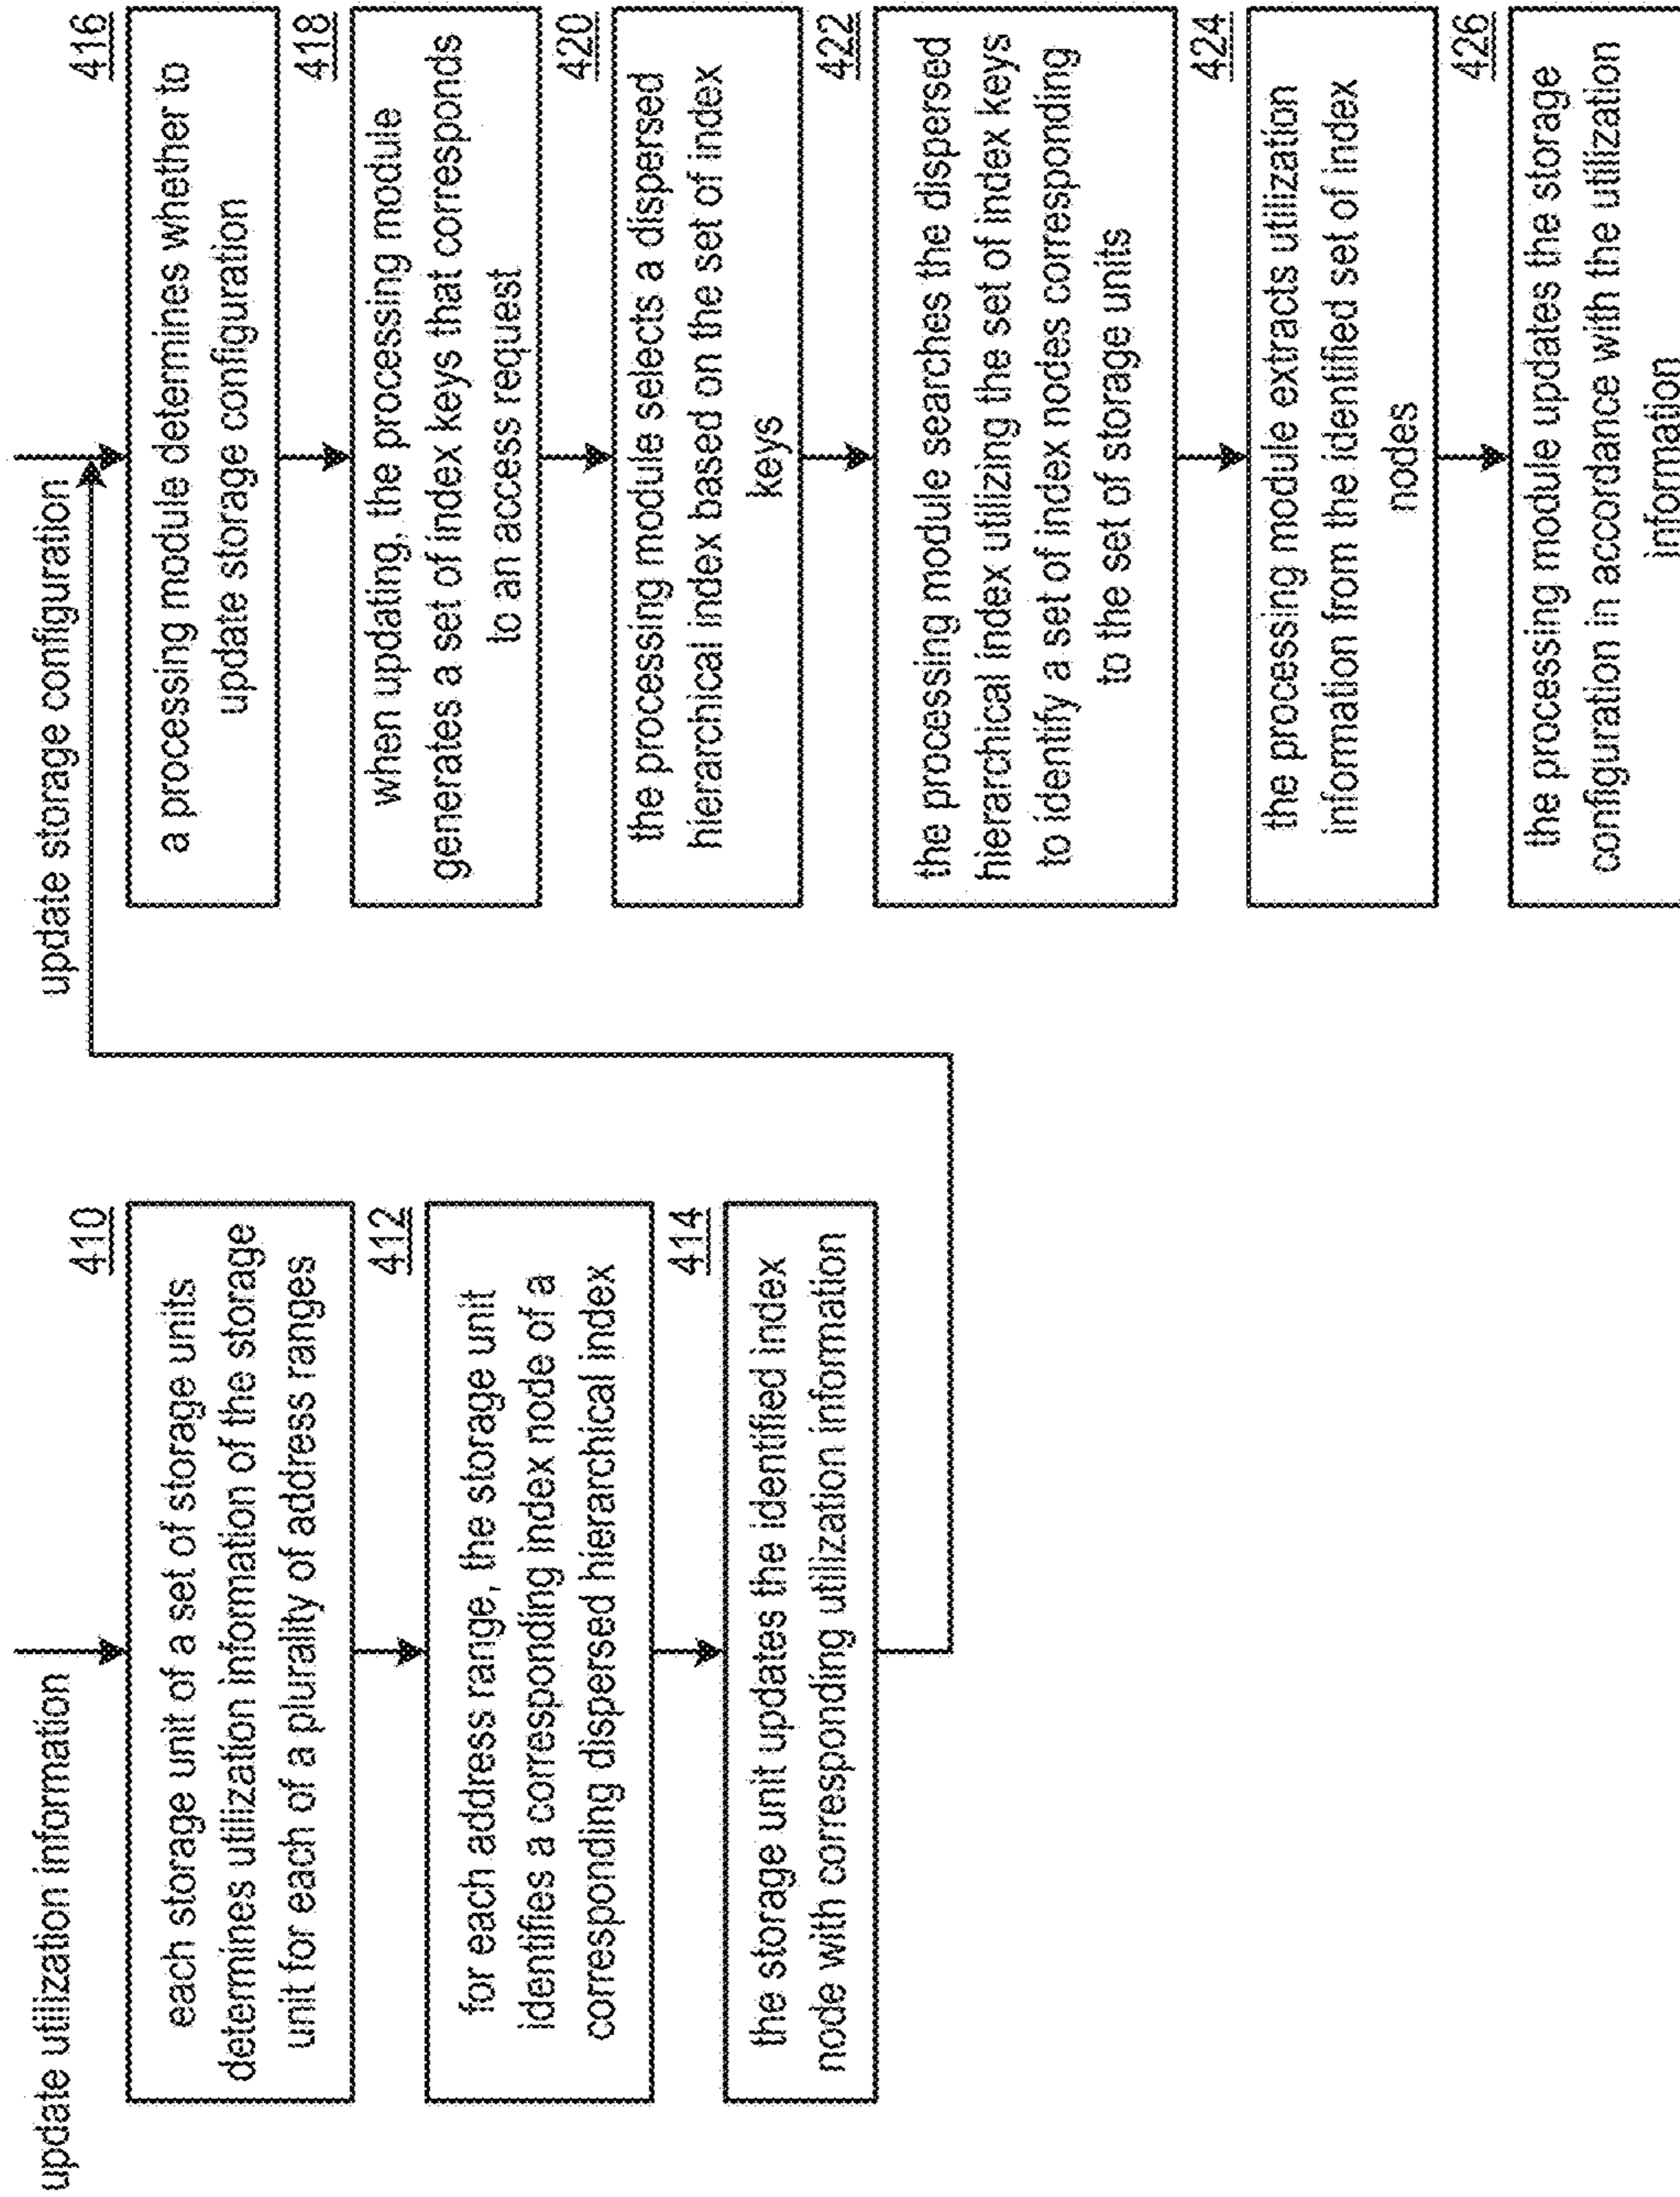 update utilization information
410
each storage unit of a set of storage units
determines utilization information of the storage
unit for each of a plurality of address ranges
412
for each address range, the storage unit
identifies a corresponding index node of a
corresponding dispersed hierarchical index
414
the storage unit updates the identified index
node with corresponding utilization information
update storage configuration
416
a processing module determines whether to
update storage configuration
418
when updating, the processing module
generates a set of index keys that corresponds
to an access request
420
the processing module selects a dispersed
hierarchical index based on the set of index
keys
422
the processing module searches the dispersed
hierarchical index utilizing the set of index keys
to identify a set of index nodes corresponding
to the set of storage units
424
the processing module extracts utilization
information from the identified set of index
nodes
426
the processing module updates the storage
configuration in accordance with the utilization
information